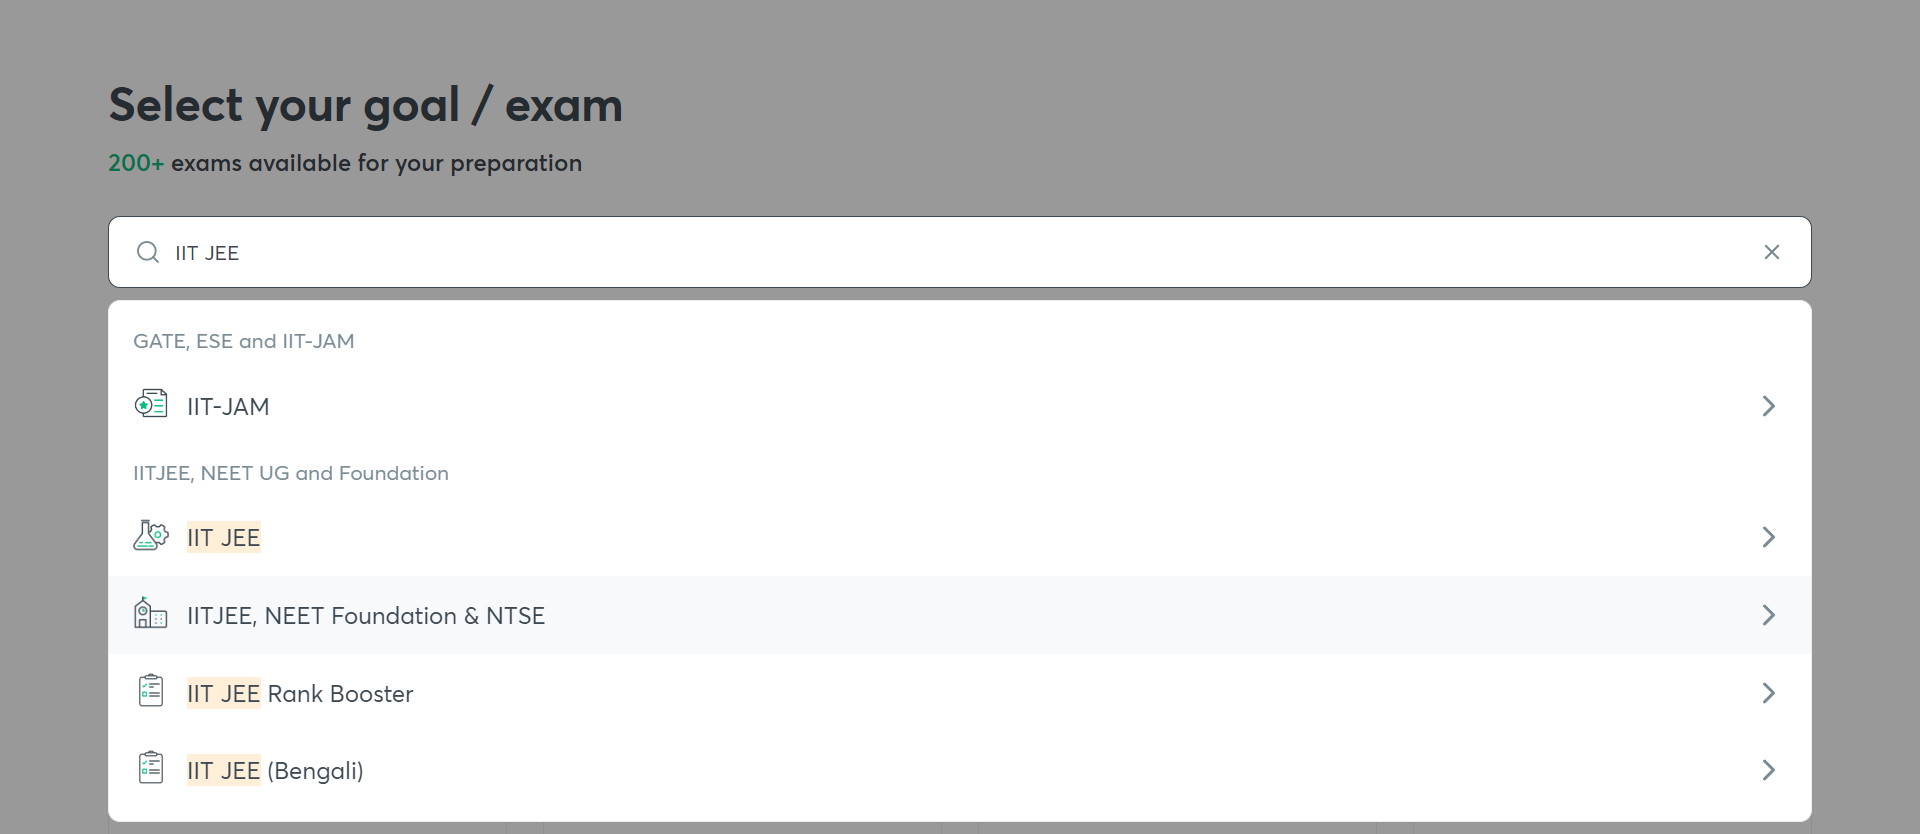 Select your goal / exam
200+ exams available for your preparation
IIT JEE
GATE, ESE and IIT-JAM
IIT-JAM
IITJEE, NEET UG and Foundation
IIT JEE
IITJEE, NEET Foundation & NTSE
IIT JEE Rank Booster
IIT JEE (Bengali)